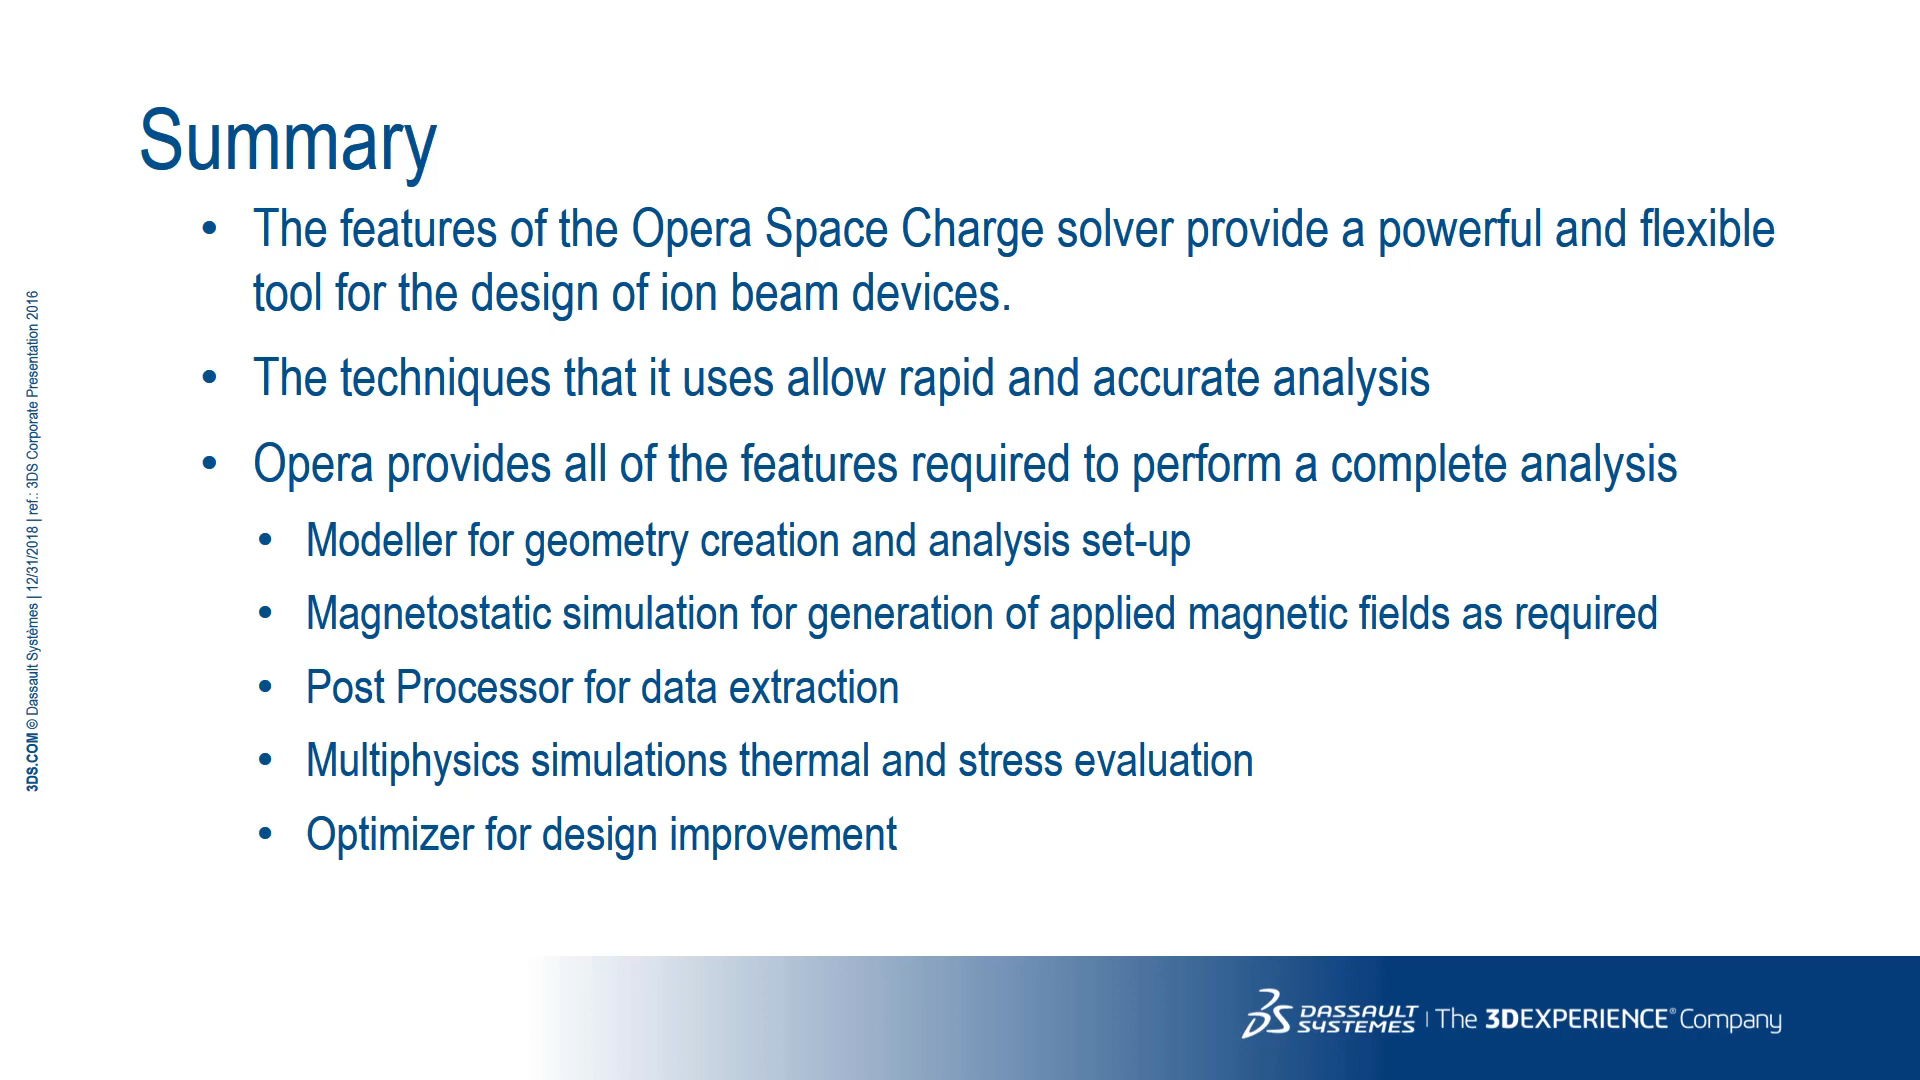 Summary
• The features of the Opera Space Charge solver provide a powerful and flexible
tool for the design of ion beam devices.
• The techniques that it uses allow rapid and accurate analysis
• Opera provides all of the features required to perform a complete analysis
• Modeller for geometry creation and analysis set-up
• Magnetostatic simulation for generation of applied magnetic fields as required
• Post Processor for data extraction
• Multiphysics simulations thermal and stress evaluation
• Optimizer for design improvement
3DS.COM © Dassault Systèmes | 12/31/2018 | ref.: 3DS Corporate Presentation 2016
3DS DASSAULT SYSTEMES | The 3DEXPERIENCE® Company